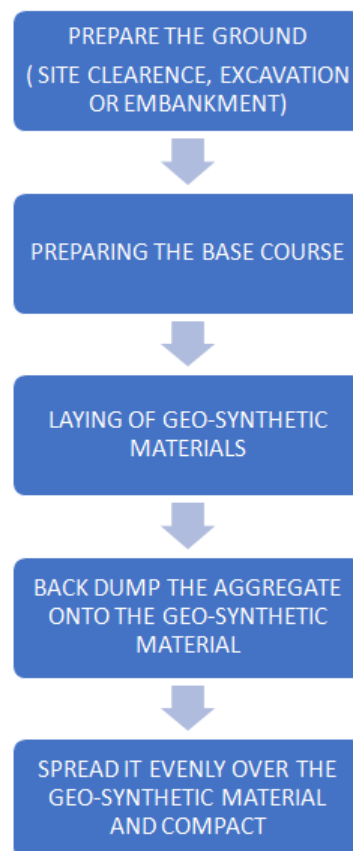 PREPARE THE GROUND
( SITE CLEARENCE, EXCAVATION
OR EMBANKMENT)
PREPARING THE BASE COURSE
LAYING OF GEO-SYNTHETIC
MATERIALS
BACK DUMP THE AGGREGATE
ONTO THE GEO-SYNTHETIC
MATERIAL
SPREAD IT EVENLY OVER THE
GEO-SYNTHETIC MATERIAL
AND COMPACT